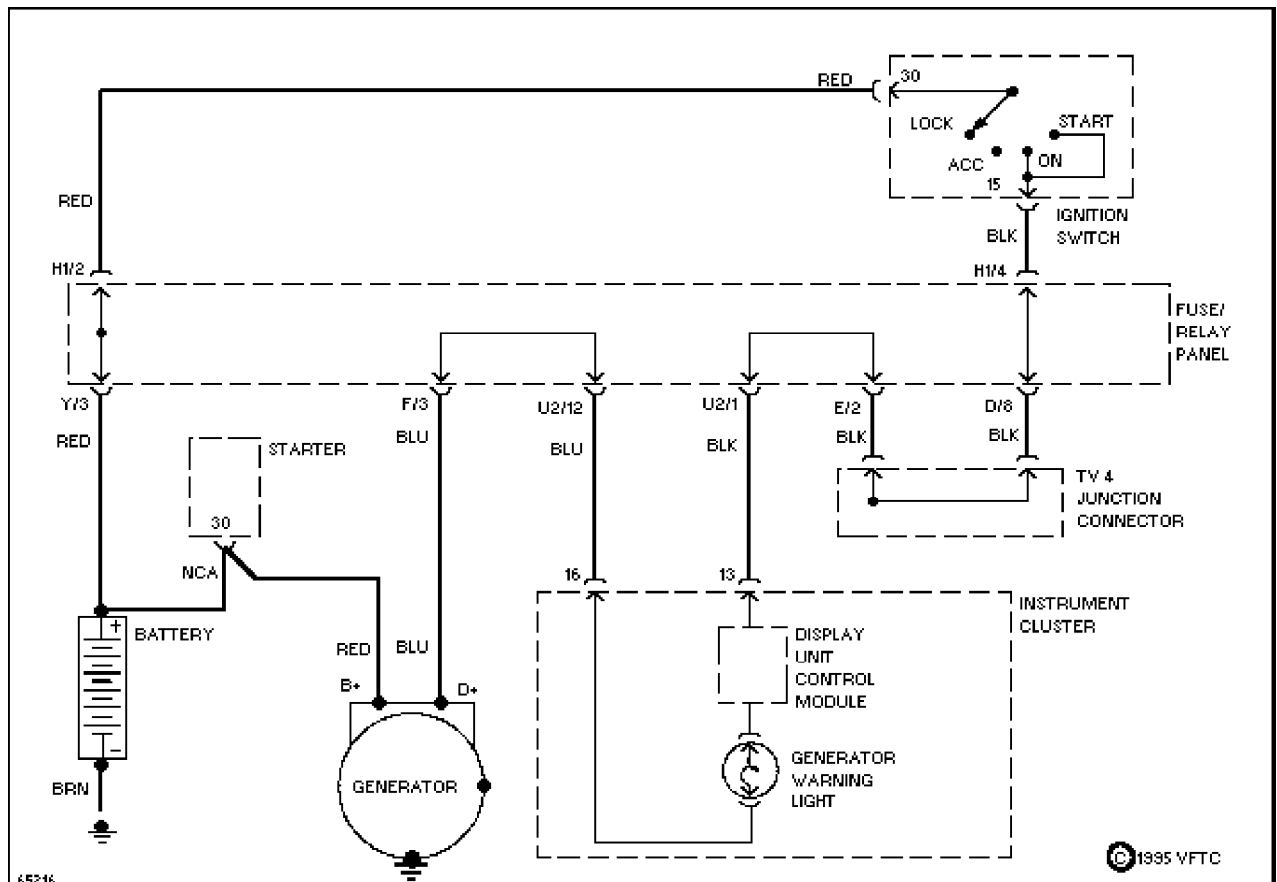 RED
30
LOCK
START
ACC
ON
15
RED
IGNITION
SWITCH
BLK
H1/2
H1/4
FUSE/
RELAY
PANEL
Y/3
F/3
U2/12
U2/1
E/2
D/8
RED
BLU
BLU
BLK
BLK
BLK
STARTER
TV 4
JUNCTION
CONNECTOR
30
NCA
16
13
INSTRUMENT
CLUSTER
BATTERY
+
-
RED
BLU
DISPLAY
UNIT
CONTROL
MODULE
B+
D+
GENERATOR
WARNING
LIGHT
BRN
GENERATOR
©1995 VFTC